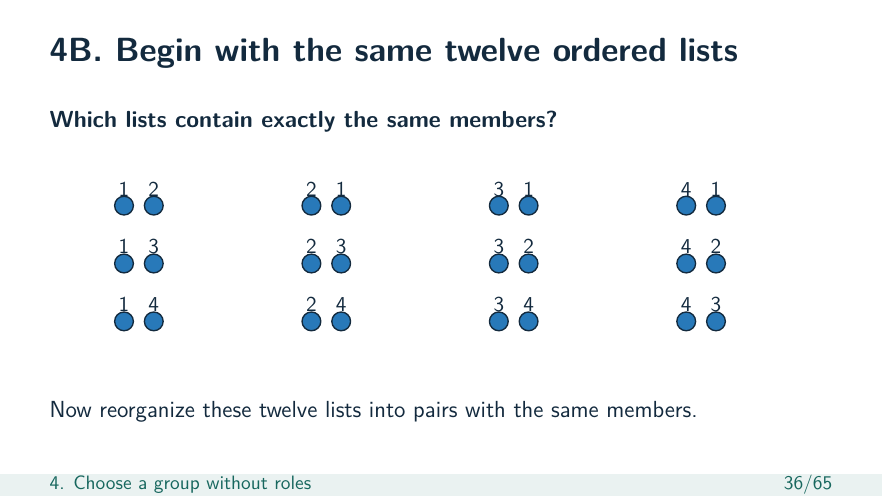 4B. Begin with the same twelve ordered lists
Which lists contain exactly the same members?
1 2 2 1 3 1 4 1
1 3 2 3 3 2 4 2
1 4 2 4 3 4 4 3
Now reorganize these twelve lists into pairs with the same members.
4. Choose a group without roles 36/65